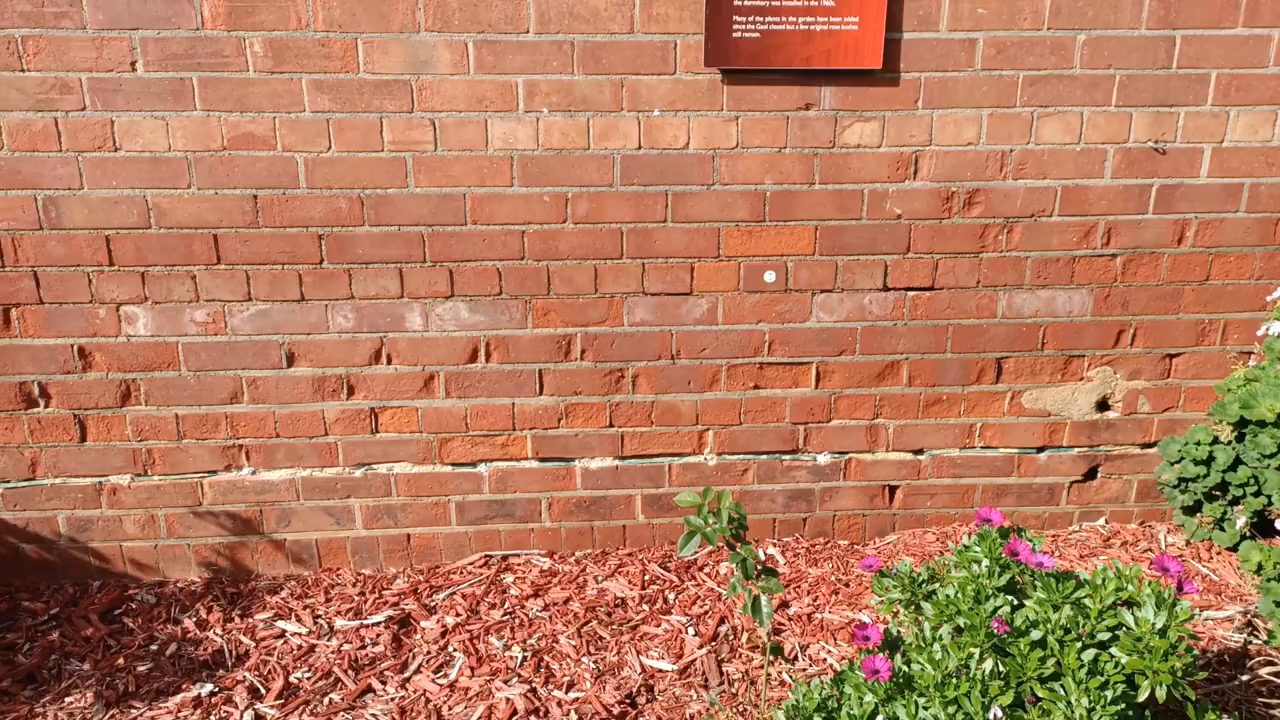 the dormitory was installed in the 1960s.
Many of the plants in the garden have been added
since the Gaol closed but a few original rose bushes
still remain.